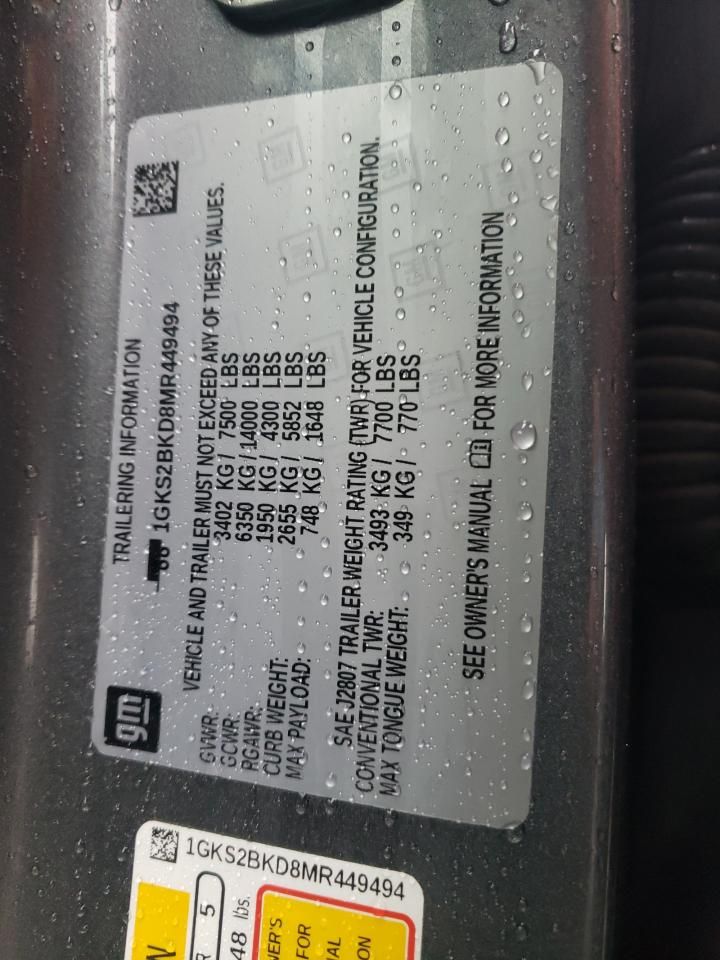 gm
TRAILERING INFORMATION
1GKS2BKD8MR449494
VEHICLE AND TRAILER MUST NOT EXCEED ANY OF THESE VALUES.
GVWR: 3402 KG / 7500 LBS
GCWR: 6350 KG / 14000 LBS
RGAWR: 1950 KG / 4300 LBS
CURB WEIGHT: 2655 KG / 5852 LBS
MAX PAYLOAD: 748 KG / 1648 LBS
SAE J2807 TRAILER WEIGHT RATING (TWR) FOR VEHICLE CONFIGURATION.
CONVENTIONAL TWR: 3493 KG / 7700 LBS
MAX TONGUE WEIGHT: 349 KG / 770 LBS
SEE OWNER'S MANUAL FOR MORE INFORMATION
1GKS2BKD8MR449494
R 5
48 lbs.
NER'S
FOR
AL
ON